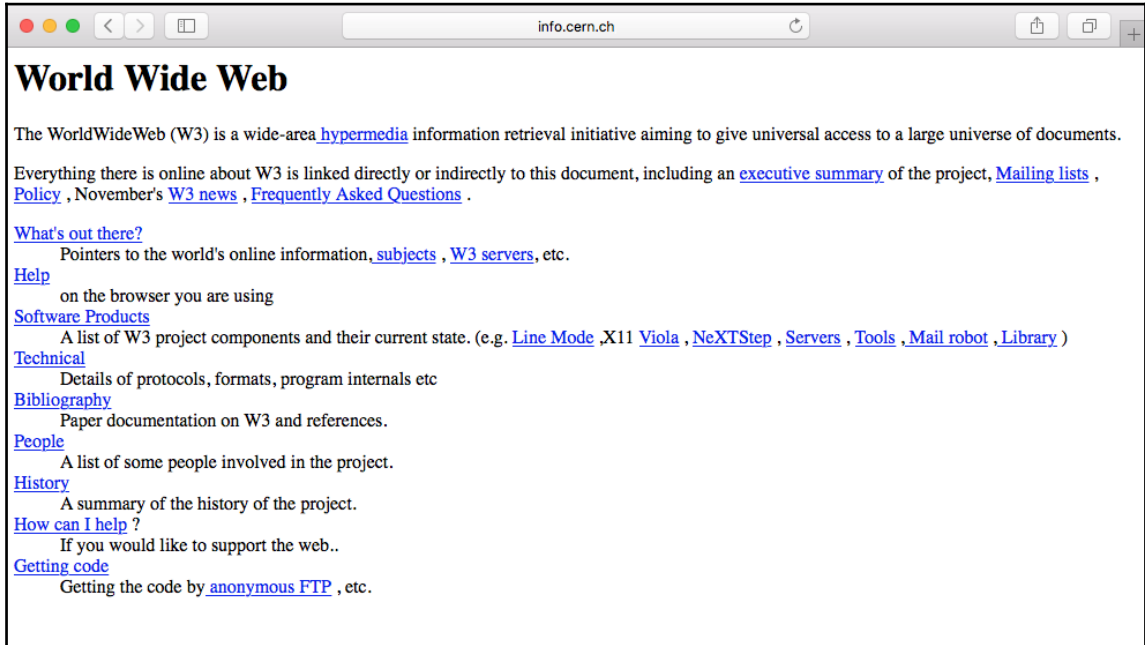 info.cern.ch
World Wide Web
The WorldWideWeb (W3) is a wide-area hypermedia information retrieval initiative aiming to give universal access to a large universe of documents.
Everything there is online about W3 is linked directly or indirectly to this document, including an executive summary of the project, Mailing lists ,
Policy , November's W3 news , Frequently Asked Questions .
What's out there?
Pointers to the world's online information, subjects , W3 servers, etc.
Help
on the browser you are using
Software Products
A list of W3 project components and their current state. (e.g. Line Mode ,X11 Viola , NeXTStep , Servers , Tools , Mail robot , Library )
Technical
Details of protocols, formats, program internals etc
Bibliography
Paper documentation on W3 and references.
People
A list of some people involved in the project.
History
A summary of the history of the project.
How can I help ?
If you would like to support the web..
Getting code
Getting the code by anonymous FTP , etc.